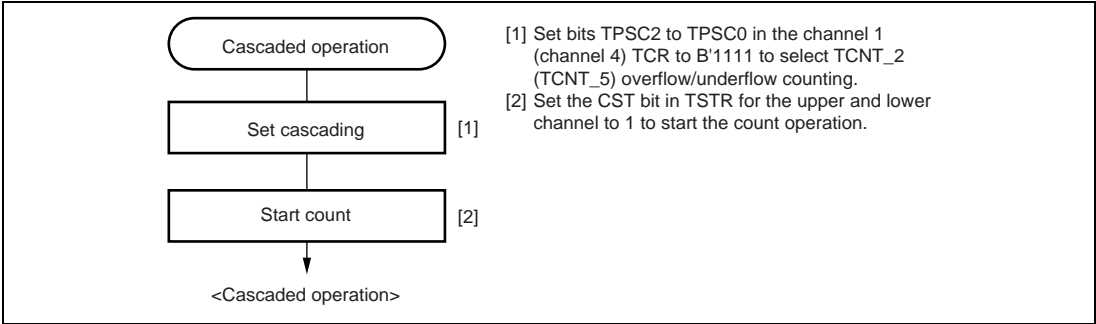 Cascaded operation
Set cascading
[1]
Start count
[2]
<Cascaded operation>
[1] Set bits TPSC2 to TPSC0 in the channel 1
(channel 4) TCR to B'1111 to select TCNT_2
(TCNT_5) overflow/underflow counting.
[2] Set the CST bit in TSTR for the upper and lower
channel to 1 to start the count operation.